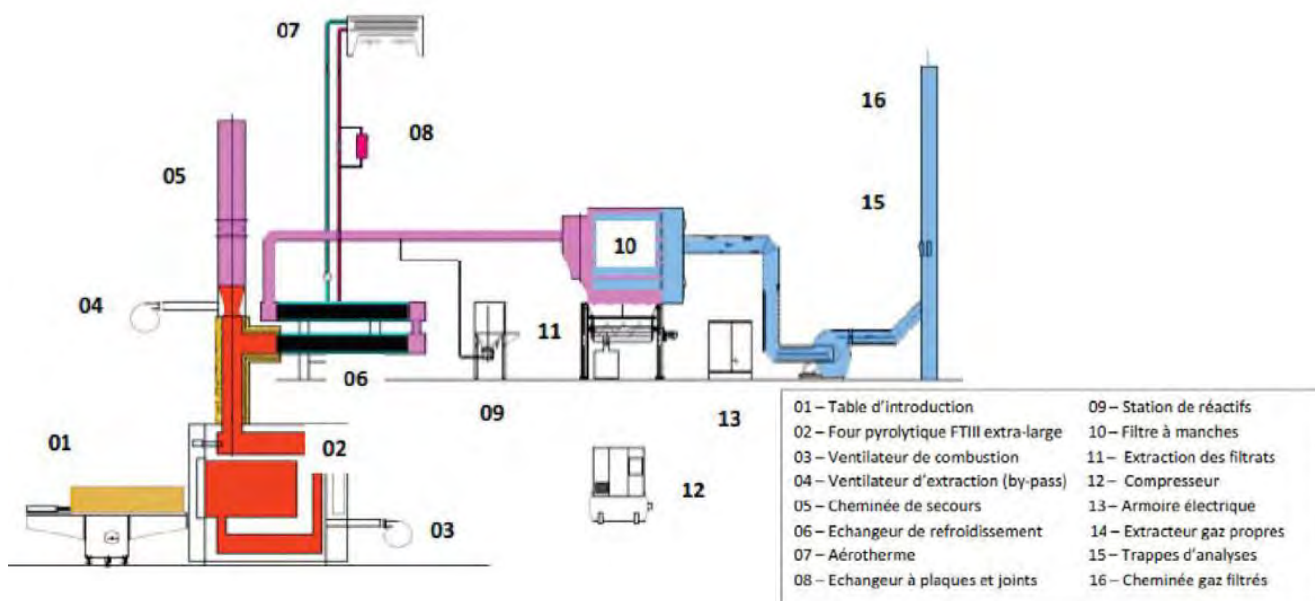 07
08
16
05
15
10
04
11
06
09
13
01
02
12
03
01 – Table d'introduction
02 – Four pyrolytique FTIII extra-large
03 – Ventilateur de combustion
04 – Ventilateur d'extraction (by-pass)
05 – Cheminée de secours
06 – Echangeur de refroidissement
07 – Aérotherme
08 – Echangeur à plaques et joints
09 – Station de réactifs
10 – Filtre à manches
11 – Extraction des filtrats
12 – Compresseur
13 – Armoire électrique
14 – Extracteur gaz propres
15 – Trappes d'analyses
16 – Cheminée gaz filtrés